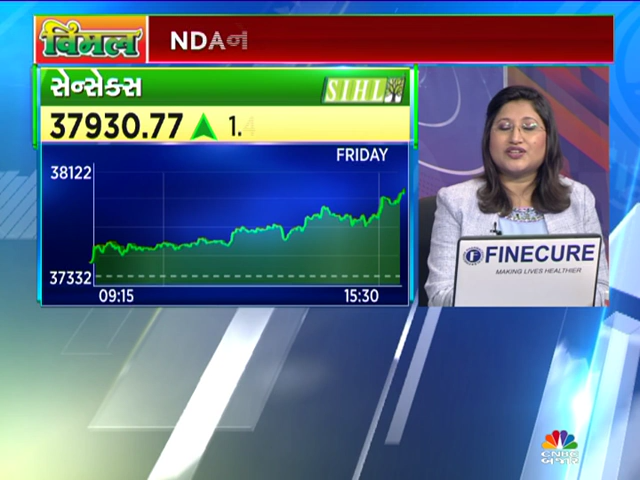 વિમલ
NDAન
સેન્સેક્સ
SIHL
37930.77 1.4
FRIDAY
38122
37332
09:15 15:30
FINECURE
MAKING LIVES HEALTHIER
CNBC
બજાર